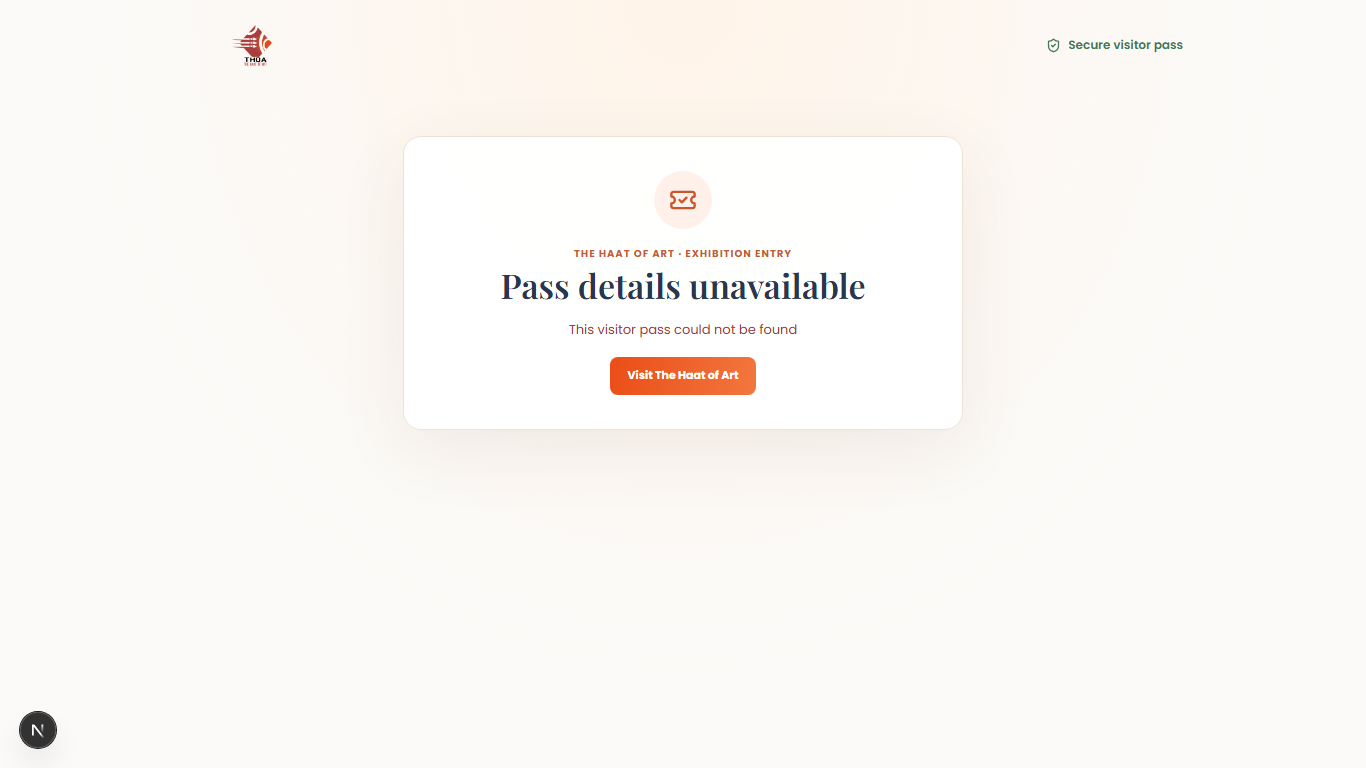 THOA
Secure visitor pass
THE HAAT OF ART · EXHIBITION ENTRY
Pass details unavailable
This visitor pass could not be found
Visit The Haat of Art
N